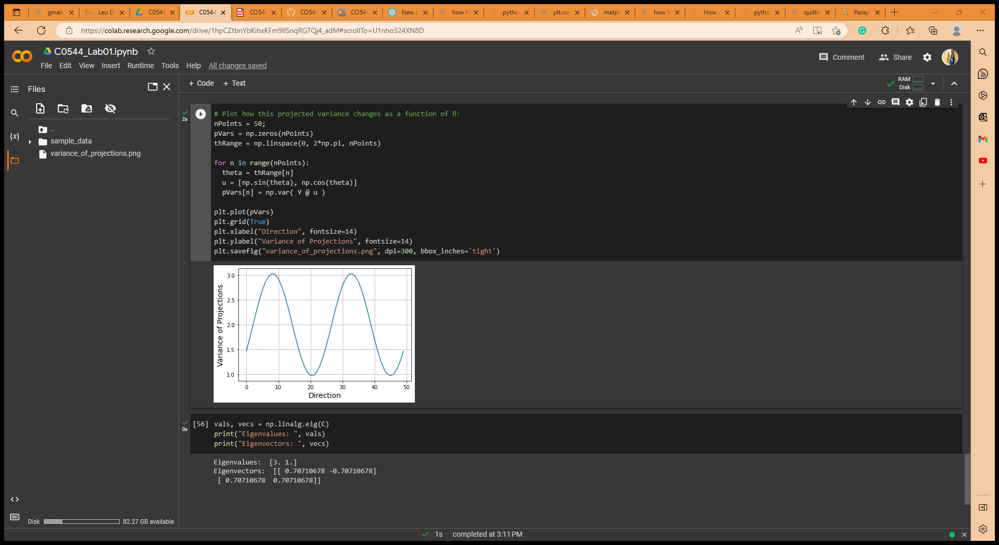 gmail
Leo D
C0544
C0544
CO544
CO54
CO54
New c
how t
pytho
plt.co
matpl
how t
How
pytho
quilbo
Parap
https://colab.research.google.com/drive/1hpCZtbnYbKihxKFm9IlSnqRGTQj4_adM#scrollTo=U1nho324XN8D
C0544_Lab01.ipynb
Comment
Share
File Edit View Insert Runtime Tools Help All changes saved
Files
+ Code + Text
RAM
Disk
..
sample_data
variance_of_projections.png
{x}
2s
# Plot how this projected variance changes as a function of θ:
nPoints = 50;
pVars = np.zeros(nPoints)
thRange = np.linspace(0, 2*np.pi, nPoints)
for n in range(nPoints):
theta = thRange[n]
u = [np.sin(theta), np.cos(theta)]
pVars[n] = np.var( Y @ u )
plt.plot(pVars)
plt.grid(True)
plt.xlabel("Direction", fontsize=14)
plt.ylabel("Variance of Projections", fontsize=14)
plt.savefig("variance_of_projections.png", dpi=300, bbox_inches='tight')
Variance of Projections
3.0
2.5
2.0
1.5
1.0
0 10 20 30 40 50
Direction
0s
[56] vals, vecs = np.linalg.eig(C)
print("Eigenvalues: ", vals)
print("Eigenvectors: ", vecs)
Eigenvalues: [3. 1.]
Eigenvectors: [[ 0.70710678 -0.70710678]
[ 0.70710678 0.70710678]]
Disk 82.27 GB available
1s completed at 3:11 PM